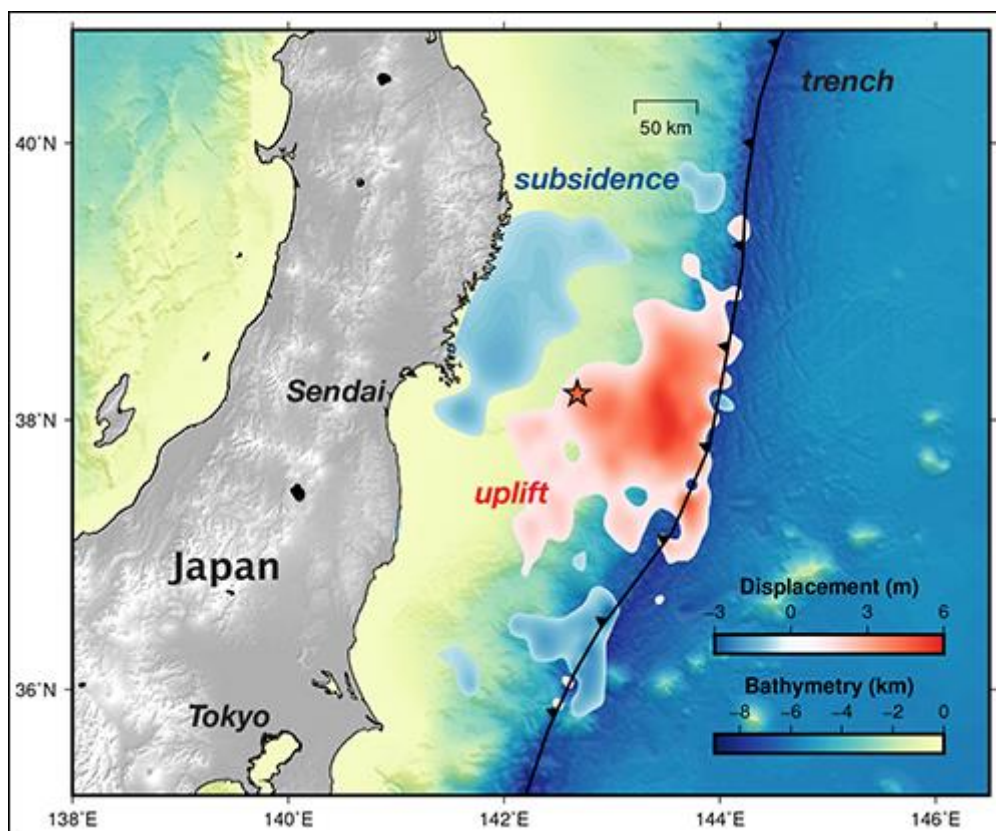 trench
50 km
40°N
subsidence
Sendai
38°N
uplift
Japan
Displacement (m)
−3 0 3 6
Bathymetry (km)
−8 −6 −4 −2 0
36°N
Tokyo
138°E 140°E 142°E 144°E 146°E